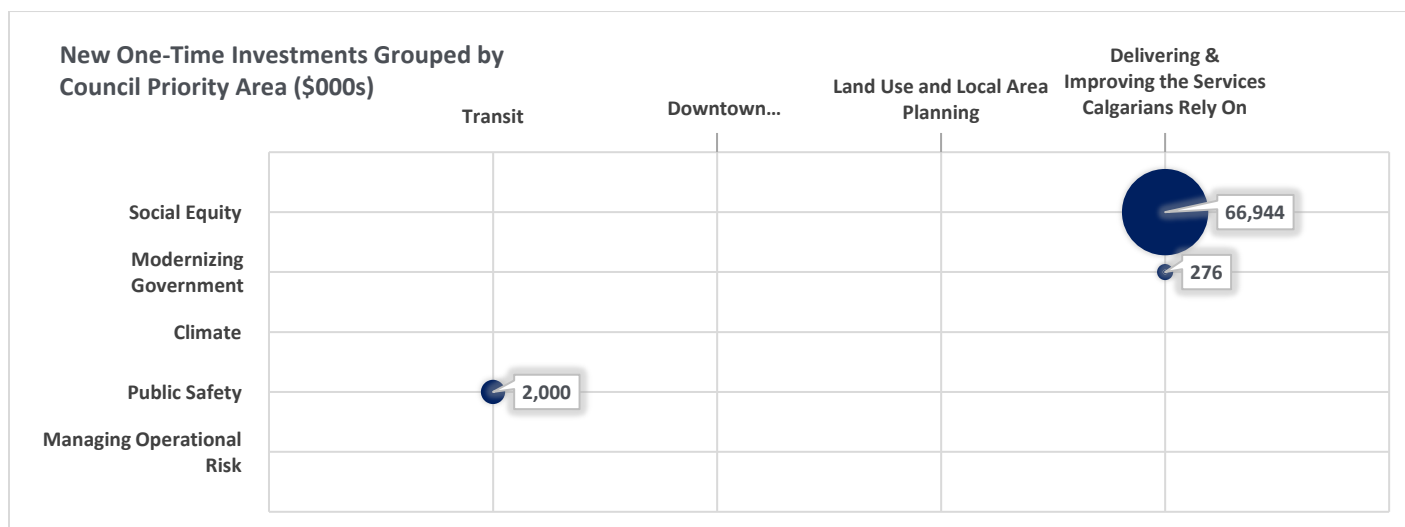 New One-Time Investments Grouped by
Council Priority Area ($000s)
Transit
Downtown…
Land Use and Local Area
Planning
Delivering &
Improving the Services
Calgarians Rely On
Social Equity
66,944
Modernizing
Government
276
Climate
Public Safety
2,000
Managing Operational
Risk